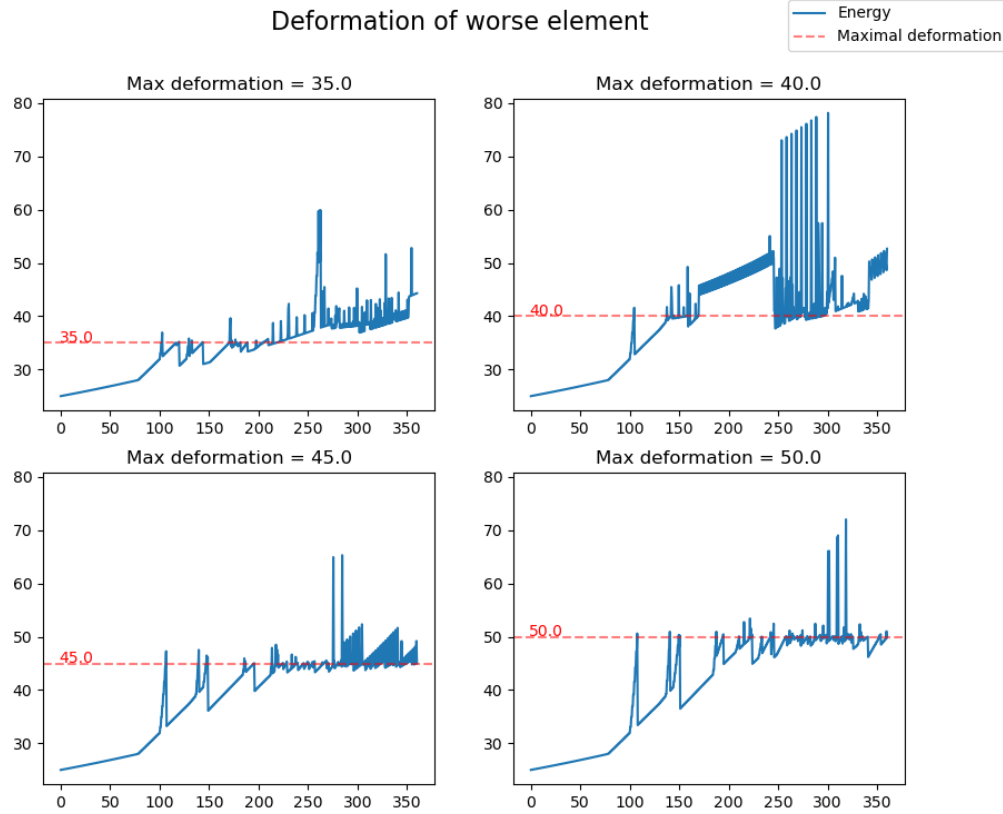 Deformation of worse element
Energy
Maximal deformation
Max deformation = 35.0
Max deformation = 40.0
80
70
60
50
40
30
35.0
0 50 100 150 200 250 300 350
80
70
60
50
40
30
40.0
0 50 100 150 200 250 300 350
Max deformation = 45.0
Max deformation = 50.0
80
70
60
50
40
30
45.0
0 50 100 150 200 250 300 350
80
70
60
50
40
30
50.0
0 50 100 150 200 250 300 350